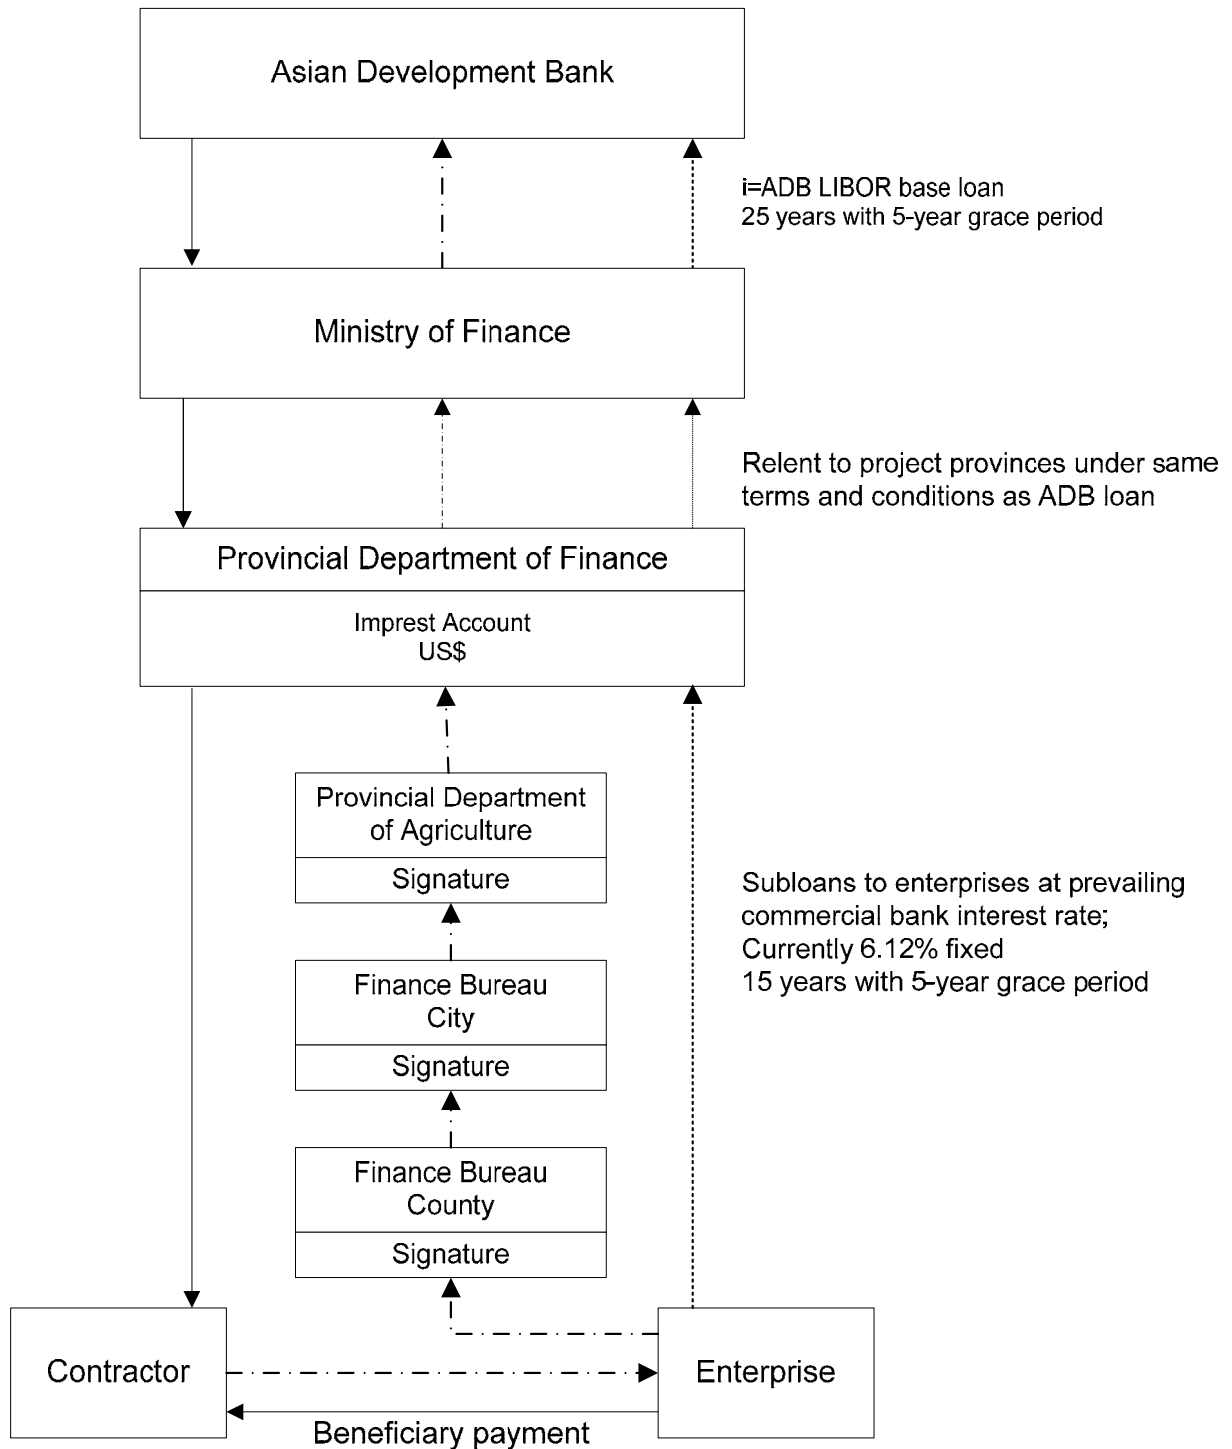 Asian Development Bank
i=ADB LIBOR base loan
25 years with 5-year grace period
Ministry of Finance
Relent to project provinces under same
terms and conditions as ADB loan
Provincial Department of Finance
Imprest Account
US$
Provincial Department
of Agriculture
Signature
Subloans to enterprises at prevailing
commercial bank interest rate;
Currently 6.12% fixed
15 years with 5-year grace period
Finance Bureau
City
Signature
Finance Bureau
County
Signature
Contractor
Enterprise
Beneficiary payment